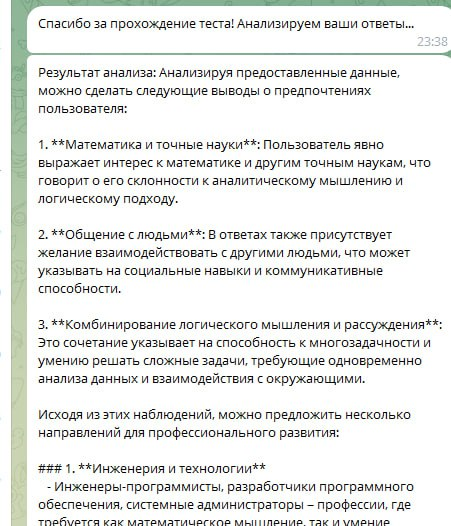 Спасибо за прохождение теста! Анализируем ваши ответы...
23:38
Результат анализа: Анализируя предоставленные данные,
можно сделать следующие выводы о предпочтениях
пользователя:
1. **Математика и точные науки**: Пользователь явно
выражает интерес к математике и другим точным наукам, что
говорит о его склонности к аналитическому мышлению и
логическому подходу.
2. **Общение с людьми**: В ответах также присутствует
желание взаимодействовать с другими людьми, что может
указывать на социальные навыки и коммуникативные
способности.
3. **Комбинирование логического мышления и рассуждения**:
Это сочетание указывает на способность к многозадачности и
умению решать сложные задачи, требующие одновременно
анализа данных и взаимодействия с окружающими.
Исходя из этих наблюдений, можно предложить несколько
направлений для профессионального развития:
### 1. **Инженерия и технологии**
- Инженеры-программисты, разработчики программного
обеспечения, системные администраторы – профессии, где
требуется как математическое мышление, так и умение